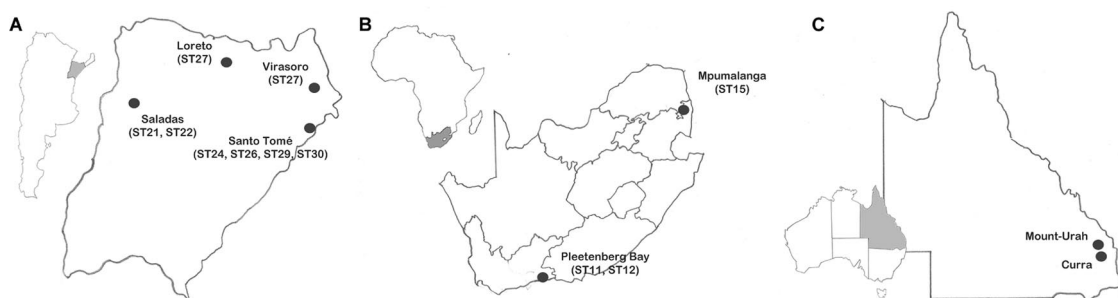 A
Loreto
(ST27)
Virasoro
(ST27)
Saladas
(ST21, ST22)
Santo Tomé
(ST24, ST26, ST29, ST30)
B
Mpumalanga
(ST15)
Pleetenberg Bay
(ST11, ST12)
C
Mount-Urah
Curra